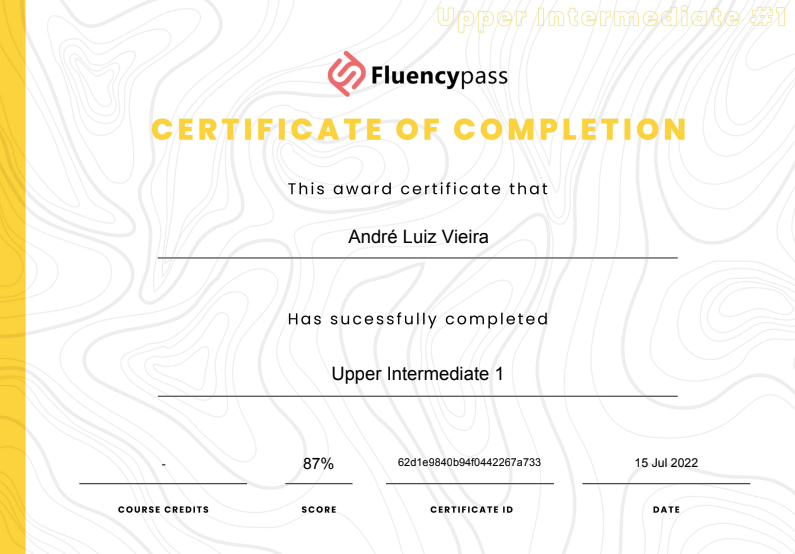 Upper Intermediate #1
Fluencypass
CERTIFICATE OF COMPLETION
This award certificate that
André Luiz Vieira
Has sucessfully completed
Upper Intermediate 1
- 87% 62d1e9840b94f0442267a733 15 Jul 2022
COURSE CREDITS SCORE CERTIFICATE ID DATE